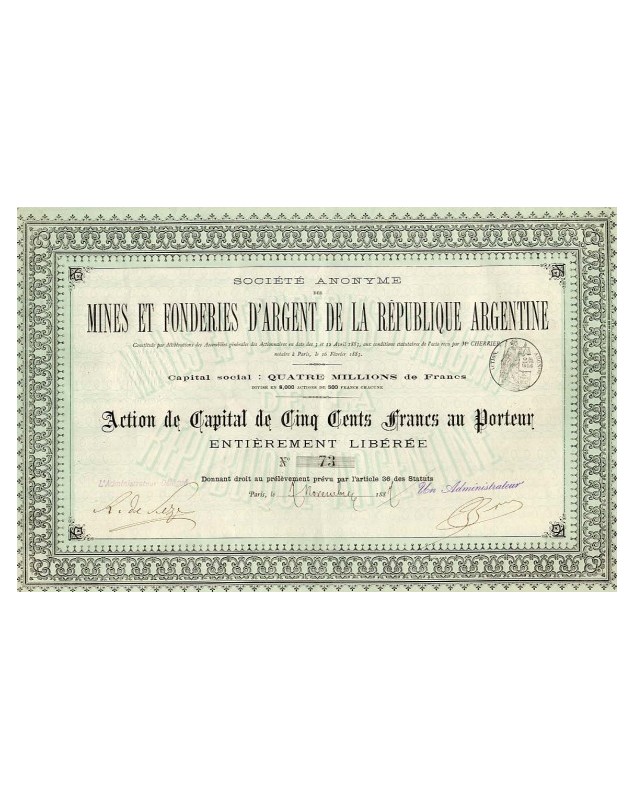 SOCIÉTÉ ANONYME
DES
MINES ET FONDERIES D'ARGENT DE LA RÉPUBLIQUE ARGENTINE
Constituée par délibérations des Assemblées générales des Actionnaires en date des 3 et 12 Avril 1883, aux conditions statutaires de l'acte reçu par Me CHERRIER,
notaire à Paris, le 16 Février 1883.
Capital social : QUATRE MILLIONS de Francs
DIVISÉ EN 8,000 ACTIONS DE 500 FRANCS CHACUNE
Action de Capital de Cinq Cents Francs au Porteur
ENTIÈREMENT LIBÉRÉE
No 73
Donnant droit au prélèvement prévu par l'article 36 des Statuts
L'Administrateur
Paris, le Novembre 188
Un Administrateur